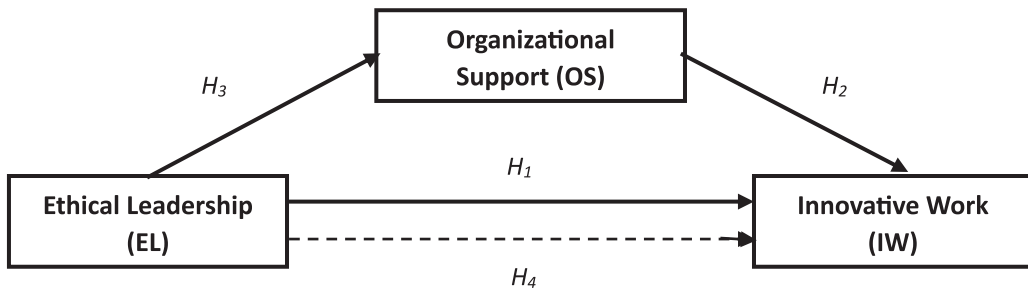 Organizational
Support (OS)
H3
H2
H1
Ethical Leadership
(EL)
Innovative Work
(IW)
H4